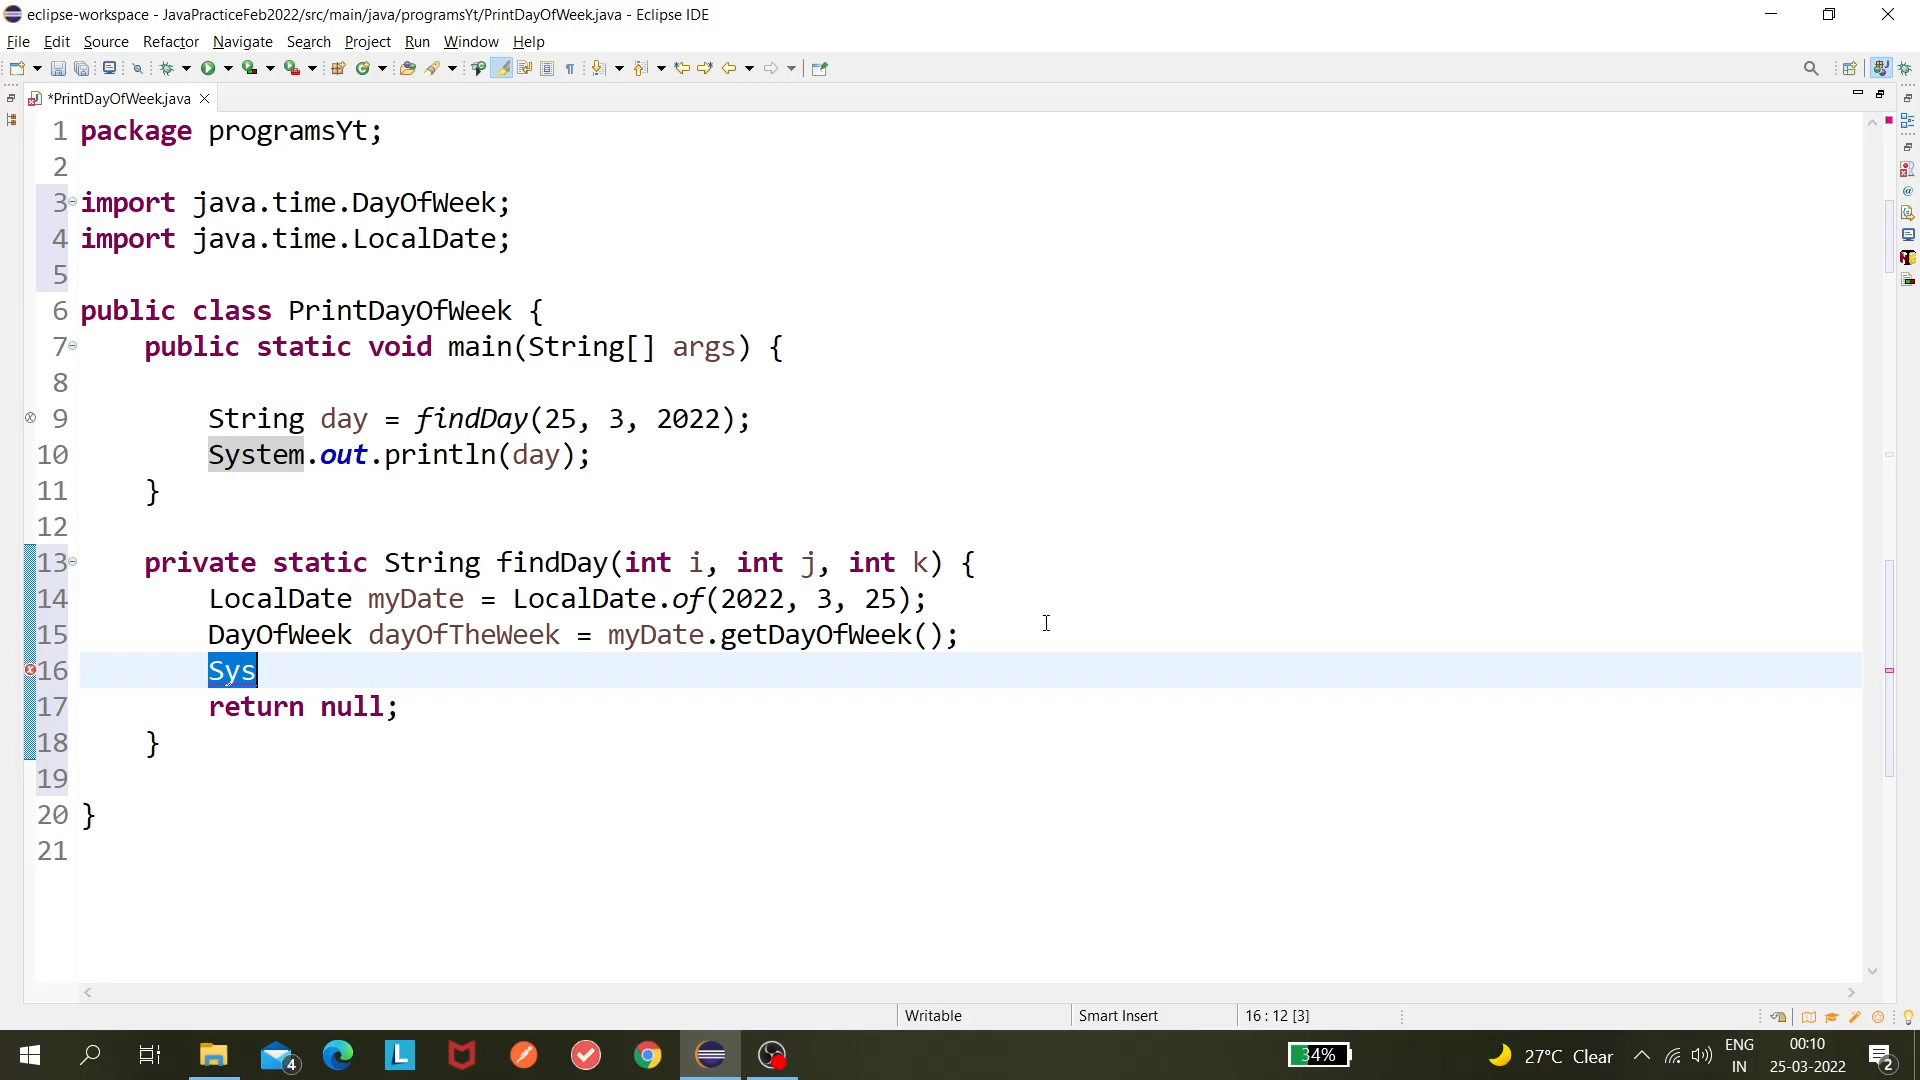 eclipse-workspace - JavaPracticeFeb2022/src/main/java/programsYt/PrintDayOfWeek.java - Eclipse IDE
File Edit Source Refactor Navigate Search Project Run Window Help
*PrintDayOfWeek.java
1 package programsYt;
2
3 import java.time.DayOfWeek;
4 import java.time.LocalDate;
5
6 public class PrintDayOfWeek {
7 public static void main(String[] args) {
8
9 String day = findDay(25, 3, 2022);
10 System.out.println(day);
11 }
12
13 private static String findDay(int i, int j, int k) {
14 LocalDate myDate = LocalDate.of(2022, 3, 25);
15 DayOfWeek dayOfTheWeek = myDate.getDayOfWeek();
16 Sys
17 return null;
18 }
19
20 }
21
Writable Smart Insert 16 : 12 [3]
4 L 34% 27°C Clear ENG IN 00:10 25-03-2022 2